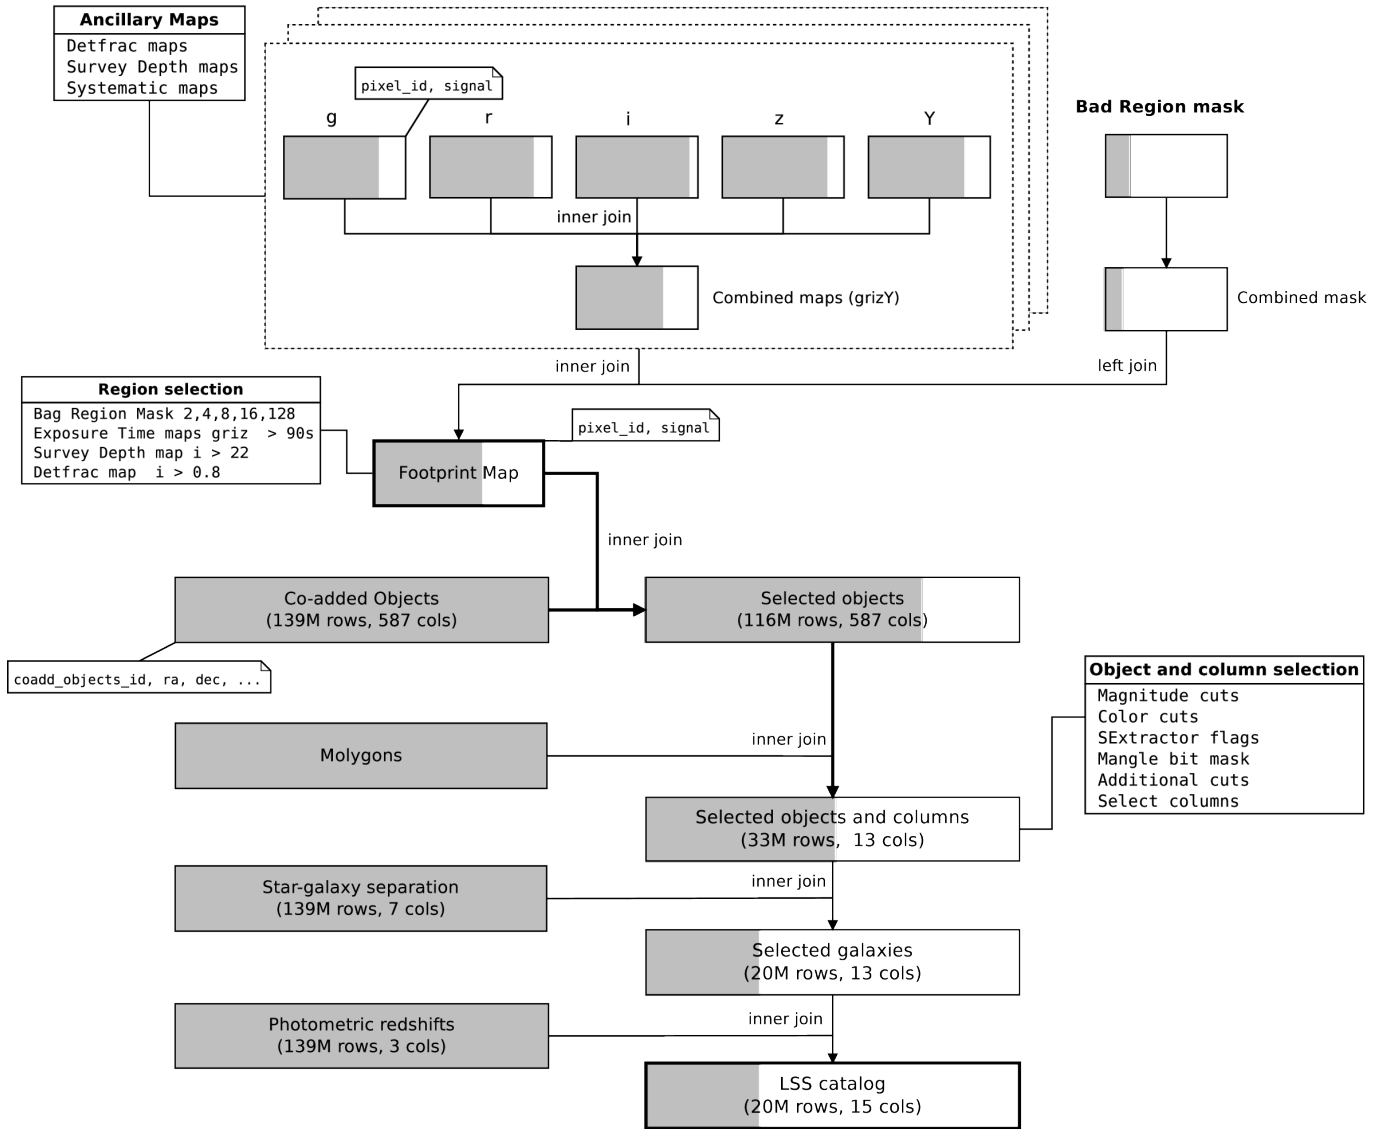 Ancillary Maps
Detfrac maps
Survey Depth maps
Systematic maps
pixel_id, signal
g
r
i
z
Y
Bad Region mask
inner join
Combined maps (grizY)
Combined mask
inner join
left join
Region selection
Bag Region Mask 2,4,8,16,128
Exposure Time maps griz  > 90s
Survey Depth map i > 22
Detfrac map  i > 0.8
pixel_id, signal
Footprint Map
inner join
Co-added Objects
(139M rows, 587 cols)
Selected objects
(116M rows, 587 cols)
coadd_objects_id, ra, dec, ...
Object and column selection
Magnitude cuts
Color cuts
SExtractor flags
Mangle bit mask
Additional cuts
Select columns
inner join
Molygons
Selected objects and columns
(33M rows,  13 cols)
inner join
Star-galaxy separation
(139M rows, 7 cols)
Selected galaxies
(20M rows, 13 cols)
inner join
Photometric redshifts
(139M rows, 3 cols)
LSS catalog
(20M rows, 15 cols)